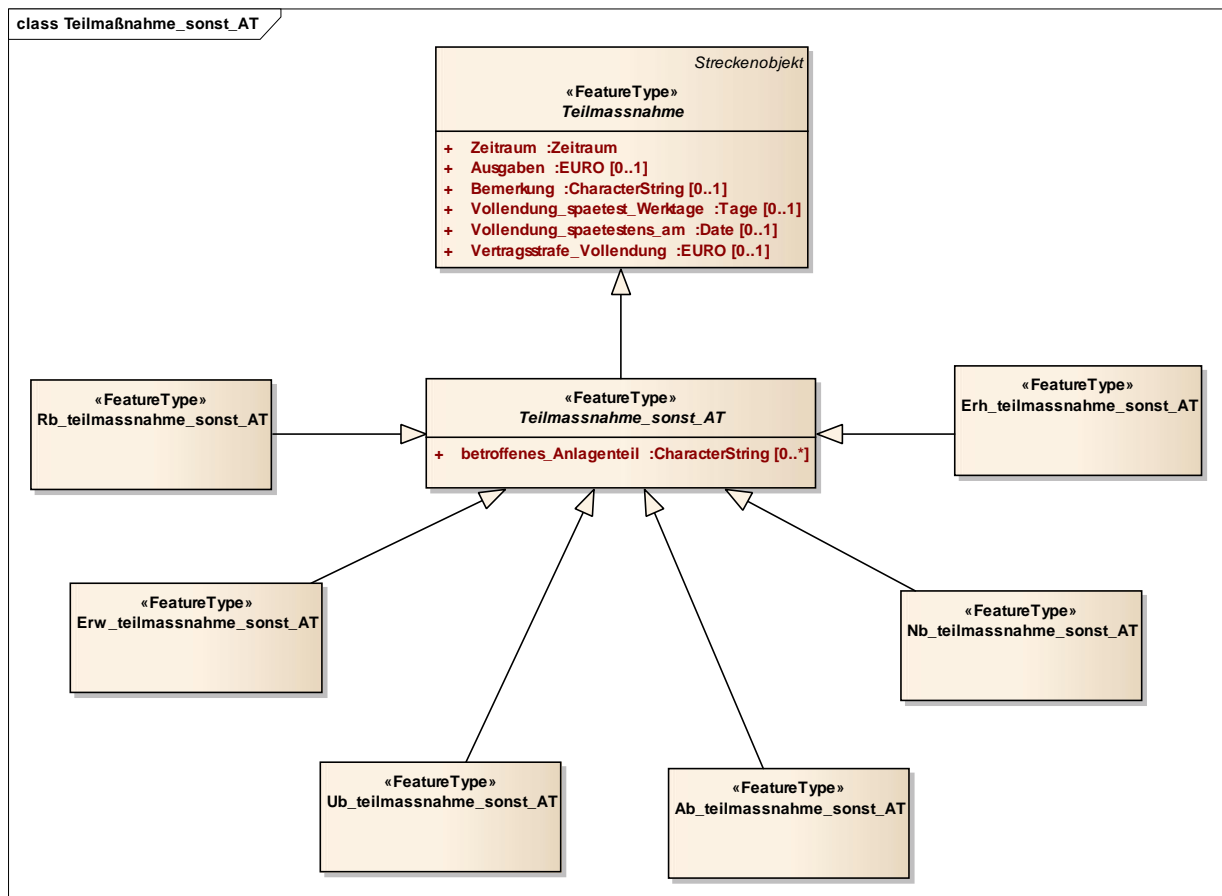 class Teilmaßnahme_sonst_AT
Streckenobjekt
«FeatureType»
Teilmassnahme
+ Zeitraum :Zeitraum
+ Ausgaben :EURO [0..1]
+ Bemerkung :CharacterString [0..1]
+ Vollendung_spaetest_Werktage :Tage [0..1]
+ Vollendung_spaetestens_am :Date [0..1]
+ Vertragsstrafe_Vollendung :EURO [0..1]
«FeatureType»
Rb_teilmassnahme_sonst_AT
«FeatureType»
Teilmassnahme_sonst_AT
+ betroffenes_Anlagenteil :CharacterString [0..*]
«FeatureType»
Erh_teilmassnahme_sonst_AT
«FeatureType»
Erw_teilmassnahme_sonst_AT
«FeatureType»
Nb_teilmassnahme_sonst_AT
«FeatureType»
Ub_teilmassnahme_sonst_AT
«FeatureType»
Ab_teilmassnahme_sonst_AT